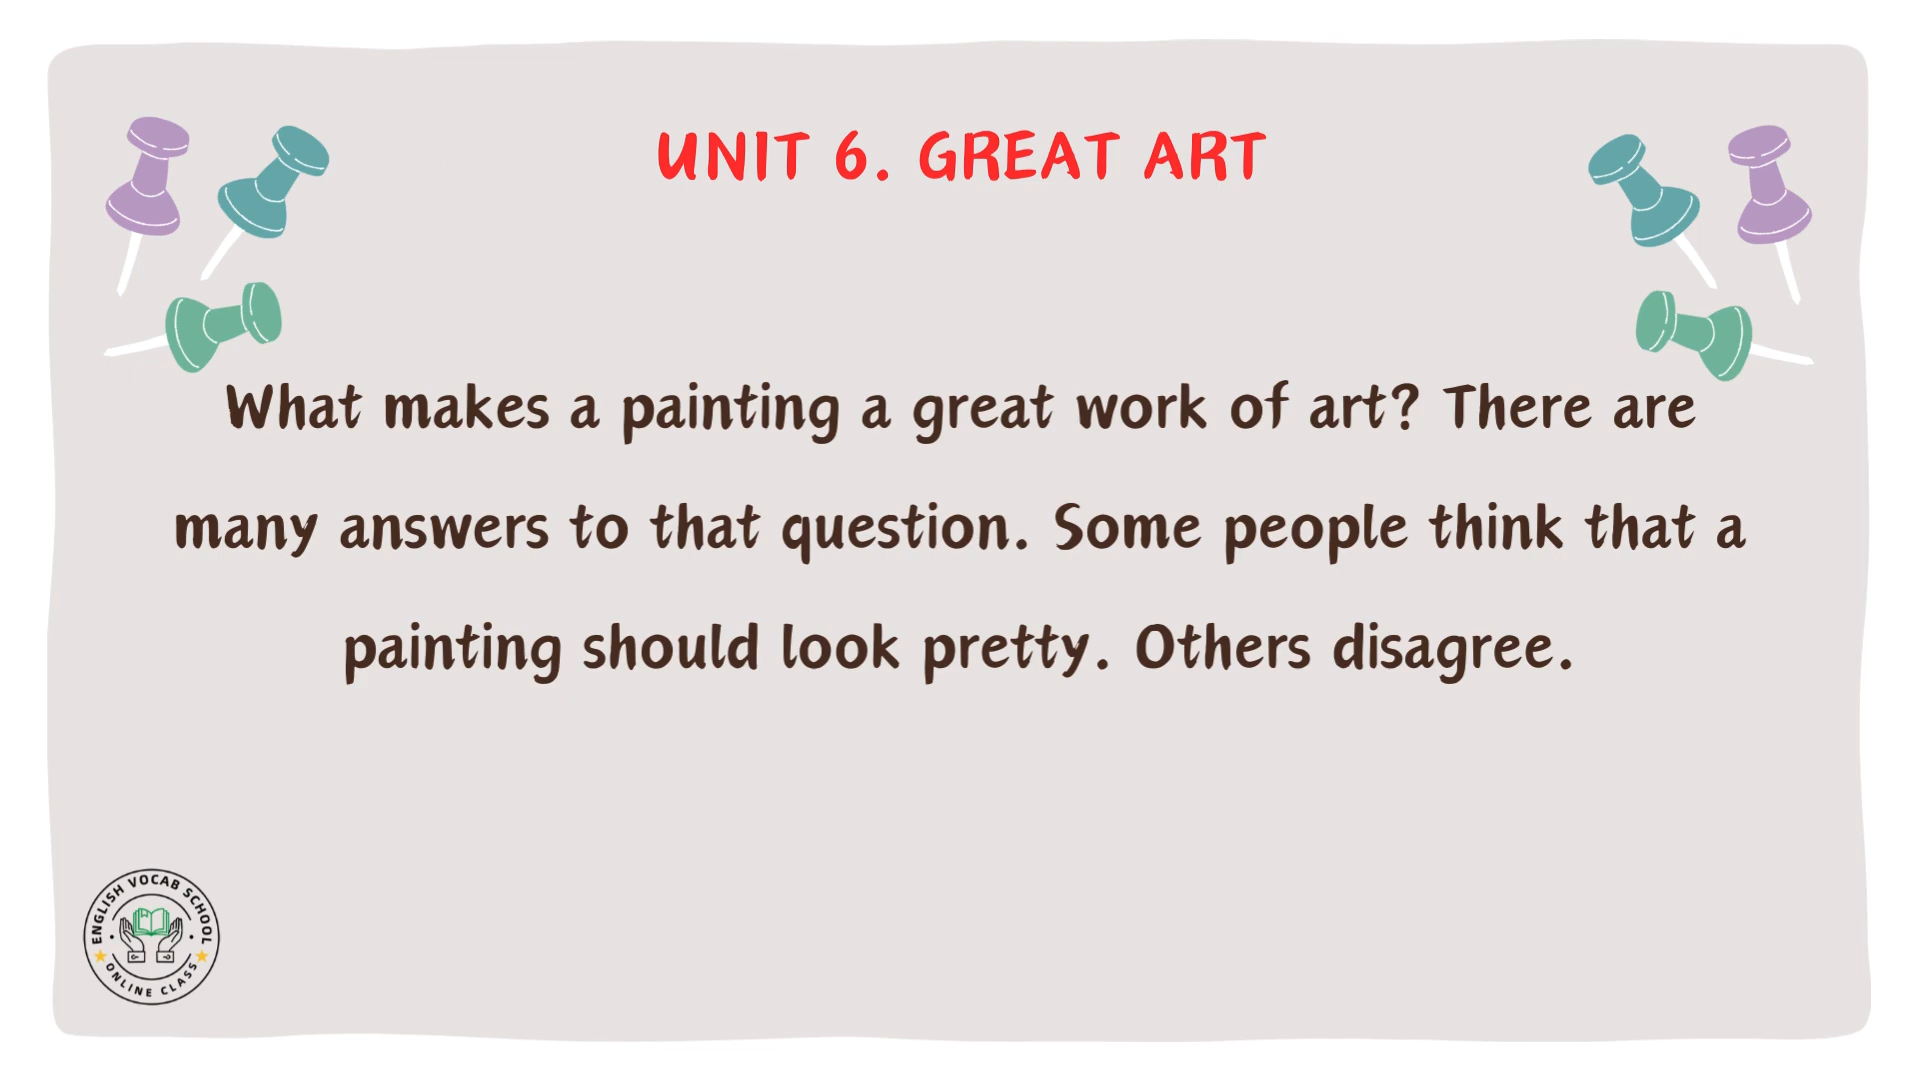 UNIT 6. GREAT ART
What makes a painting a great work of art? There are
many answers to that question. Some people think that a
painting should look pretty. Others disagree.
ENGLISH VOCAB SCHOOL
ONLINE CLASS